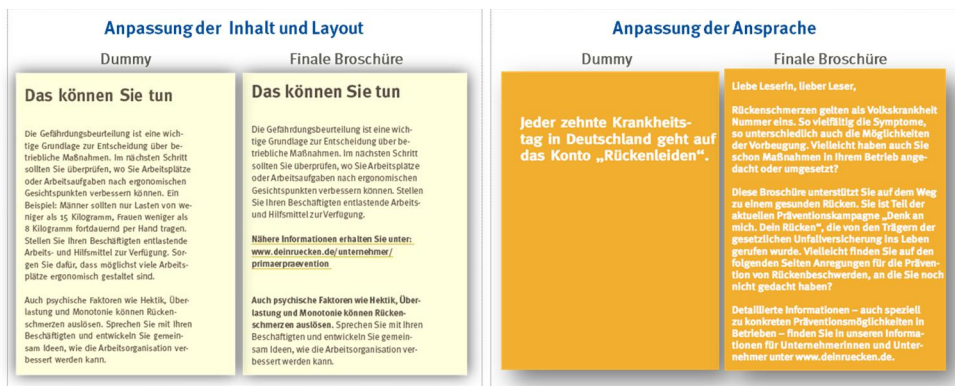 Anpassung der Inhalt und Layout
Dummy
Finale Broschüre
Das können Sie tun
Die Gefährdungsbeurteilung ist eine wich-
tige Grundlage zur Entscheidung über be-
triebliche Maßnahmen. Im nächsten Schritt
sollten Sie überprüfen, wo Sie Arbeitsplätze
oder Arbeitsaufgaben nach ergonomischen
Gesichtspunkten verbessern können. Ein
Beispiel: Männer sollten nur Lasten von we-
niger als 15 Kilogramm, Frauen weniger als
8 Kilogramm fortdauernd per Hand tragen.
Stellen Sie Ihren Beschäftigten entlastende
Arbeits- und Hilfsmittel zur Verfügung. Sor-
gen Sie dafür, dass möglichst viele Arbeits-
plätze ergonomisch gestaltet sind.
Auch psychische Faktoren wie Hektik, Über-
lastung und Monotonie können Rücken-
schmerzen auslösen. Sprechen Sie mit Ihren
Beschäftigten und entwickeln Sie gemein-
sam Ideen, wie die Arbeitsorganisation ver-
bessert werden kann.
Das können Sie tun
Die Gefährdungsbeurteilung ist eine wich-
tige Grundlage zur Entscheidung über be-
triebliche Maßnahmen. Im nächsten Schritt
sollten Sie überprüfen, wo Sie Arbeitsplätze
oder Arbeitsaufgaben nach ergonomischen
Gesichtspunkten verbessern können. Stellen
Sie Ihren Beschäftigten entlastende Arbeits-
und Hilfsmittel zur Verfügung.
Nähere Informationen erhalten Sie unter:
www.deinruecken.de/unternehmer/
primaerpraevention
Auch psychische Faktoren wie Hektik, Über-
lastung und Monotonie können Rücken-
schmerzen auslösen. Sprechen Sie mit Ihren
Beschäftigten und entwickeln Sie gemein-
sam Ideen, wie die Arbeitsorganisation ver-
bessert werden kann.
Anpassung der Ansprache
Dummy
Finale Broschüre
Jeder zehnte Krankheits-
tag in Deutschland geht auf
das Konto „Rückenleiden“.
Liebe Leserin, lieber Leser,
Rückenschmerzen gelten als Volkskrankheit
Nummer eins. So vielfältig die Symptome,
so unterschiedlich auch die Möglichkeiten
der Vorbeugung. Vielleicht haben auch Sie
schon Maßnahmen in Ihrem Betrieb ange-
dacht oder umgesetzt?
Diese Broschüre unterstützt Sie auf dem Weg
zu einem gesunden Rücken. Sie ist Teil der
aktuellen Präventionskampagne „Denk an
mich. Dein Rücken“, die von den Trägern der
gesetzlichen Unfallversicherung ins Leben
gerufen wurde. Vielleicht finden Sie auf den
folgenden Seiten Anregungen für die Präven-
tion von Rückenbeschwerden, an die Sie noch
nicht gedacht haben?
Detaillierte Informationen – auch speziell
zu konkreten Präventionsmöglichkeiten in
Betrieben – finden Sie in unseren Informa-
tionen für Unternehmerinnen und Unter-
nehmer unter www.deinruecken.de.